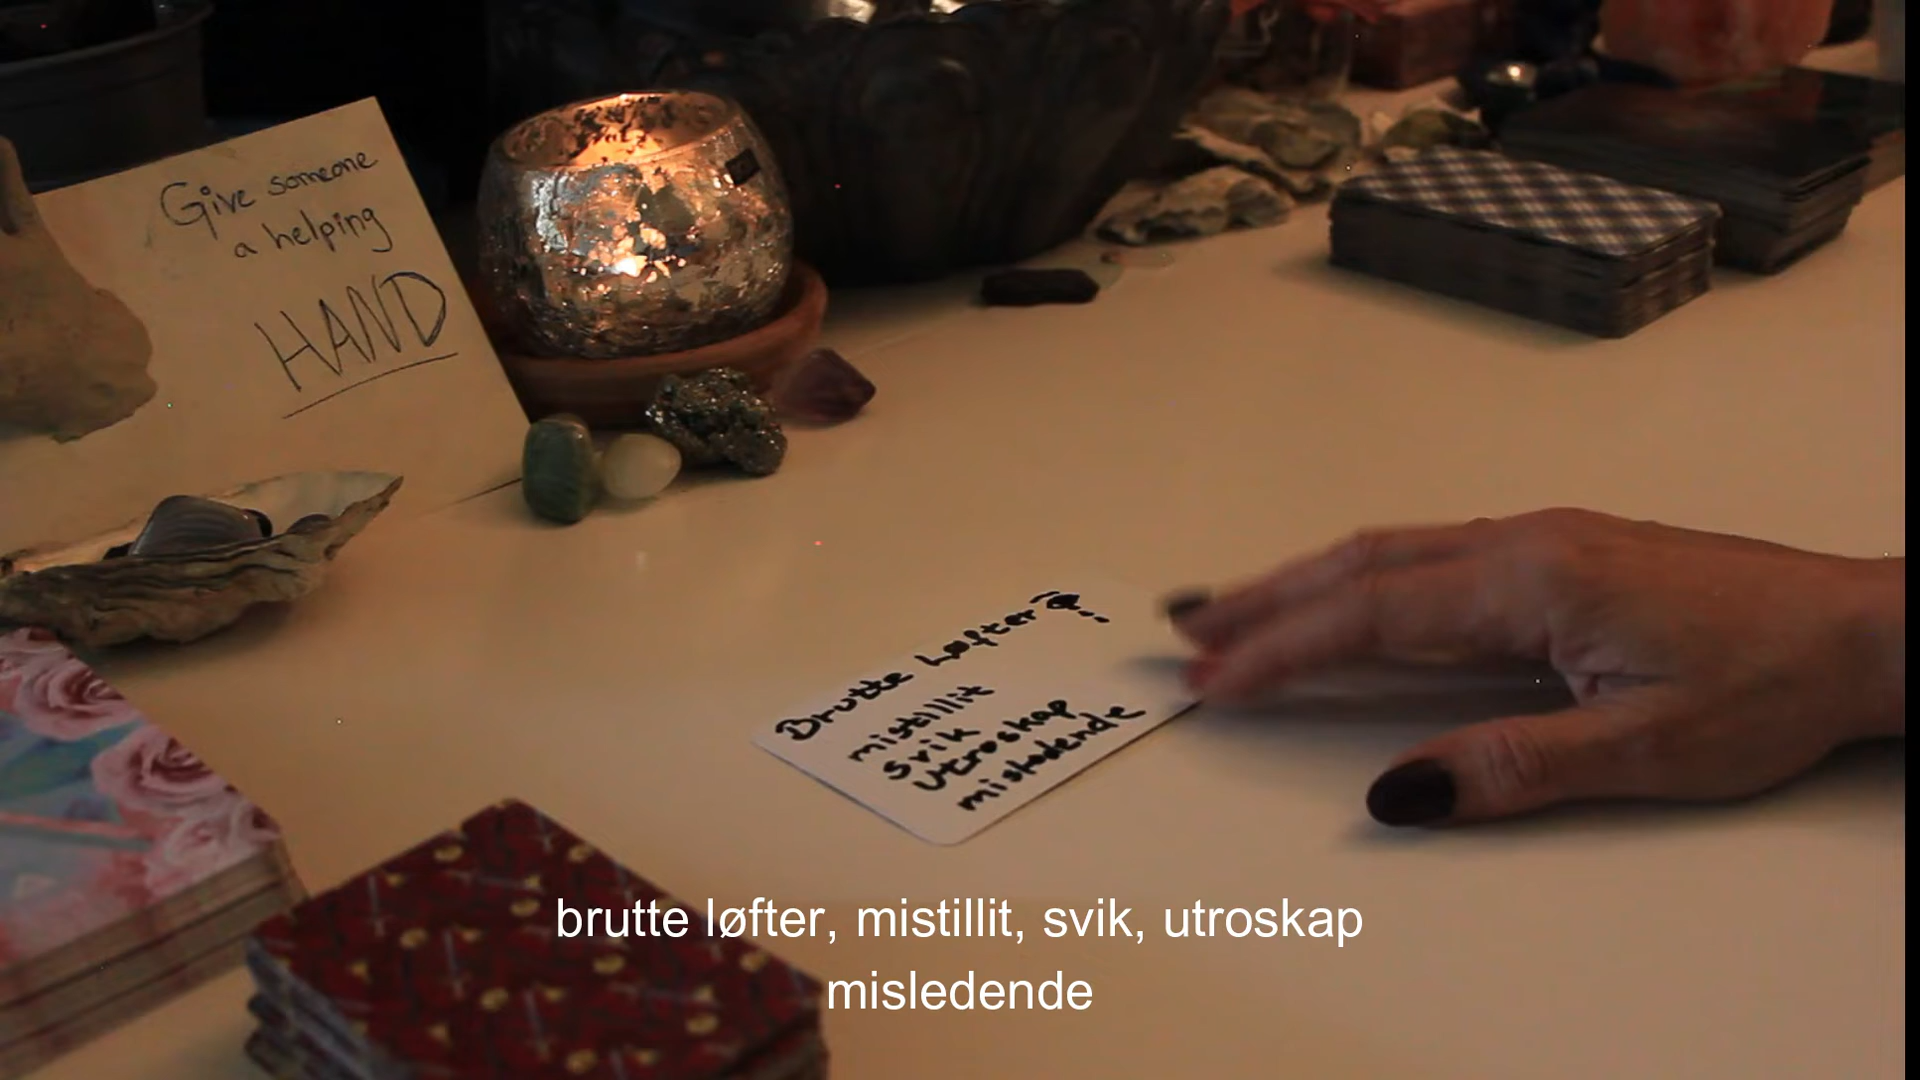 Give someone
a helping
HAND
Brutte Løfter
mistillit
svik
Utroskap
misledende
brutte løfter, mistillit, svik, utroskap
misledende